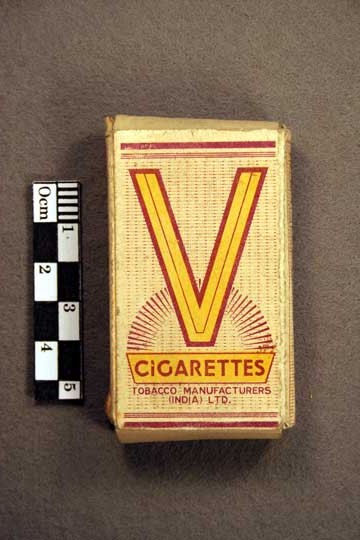 V
CiGARETTES
TOBACCO MANUFACTURERS
(INDIA) LTD.
0cm
1
2
3
4
5